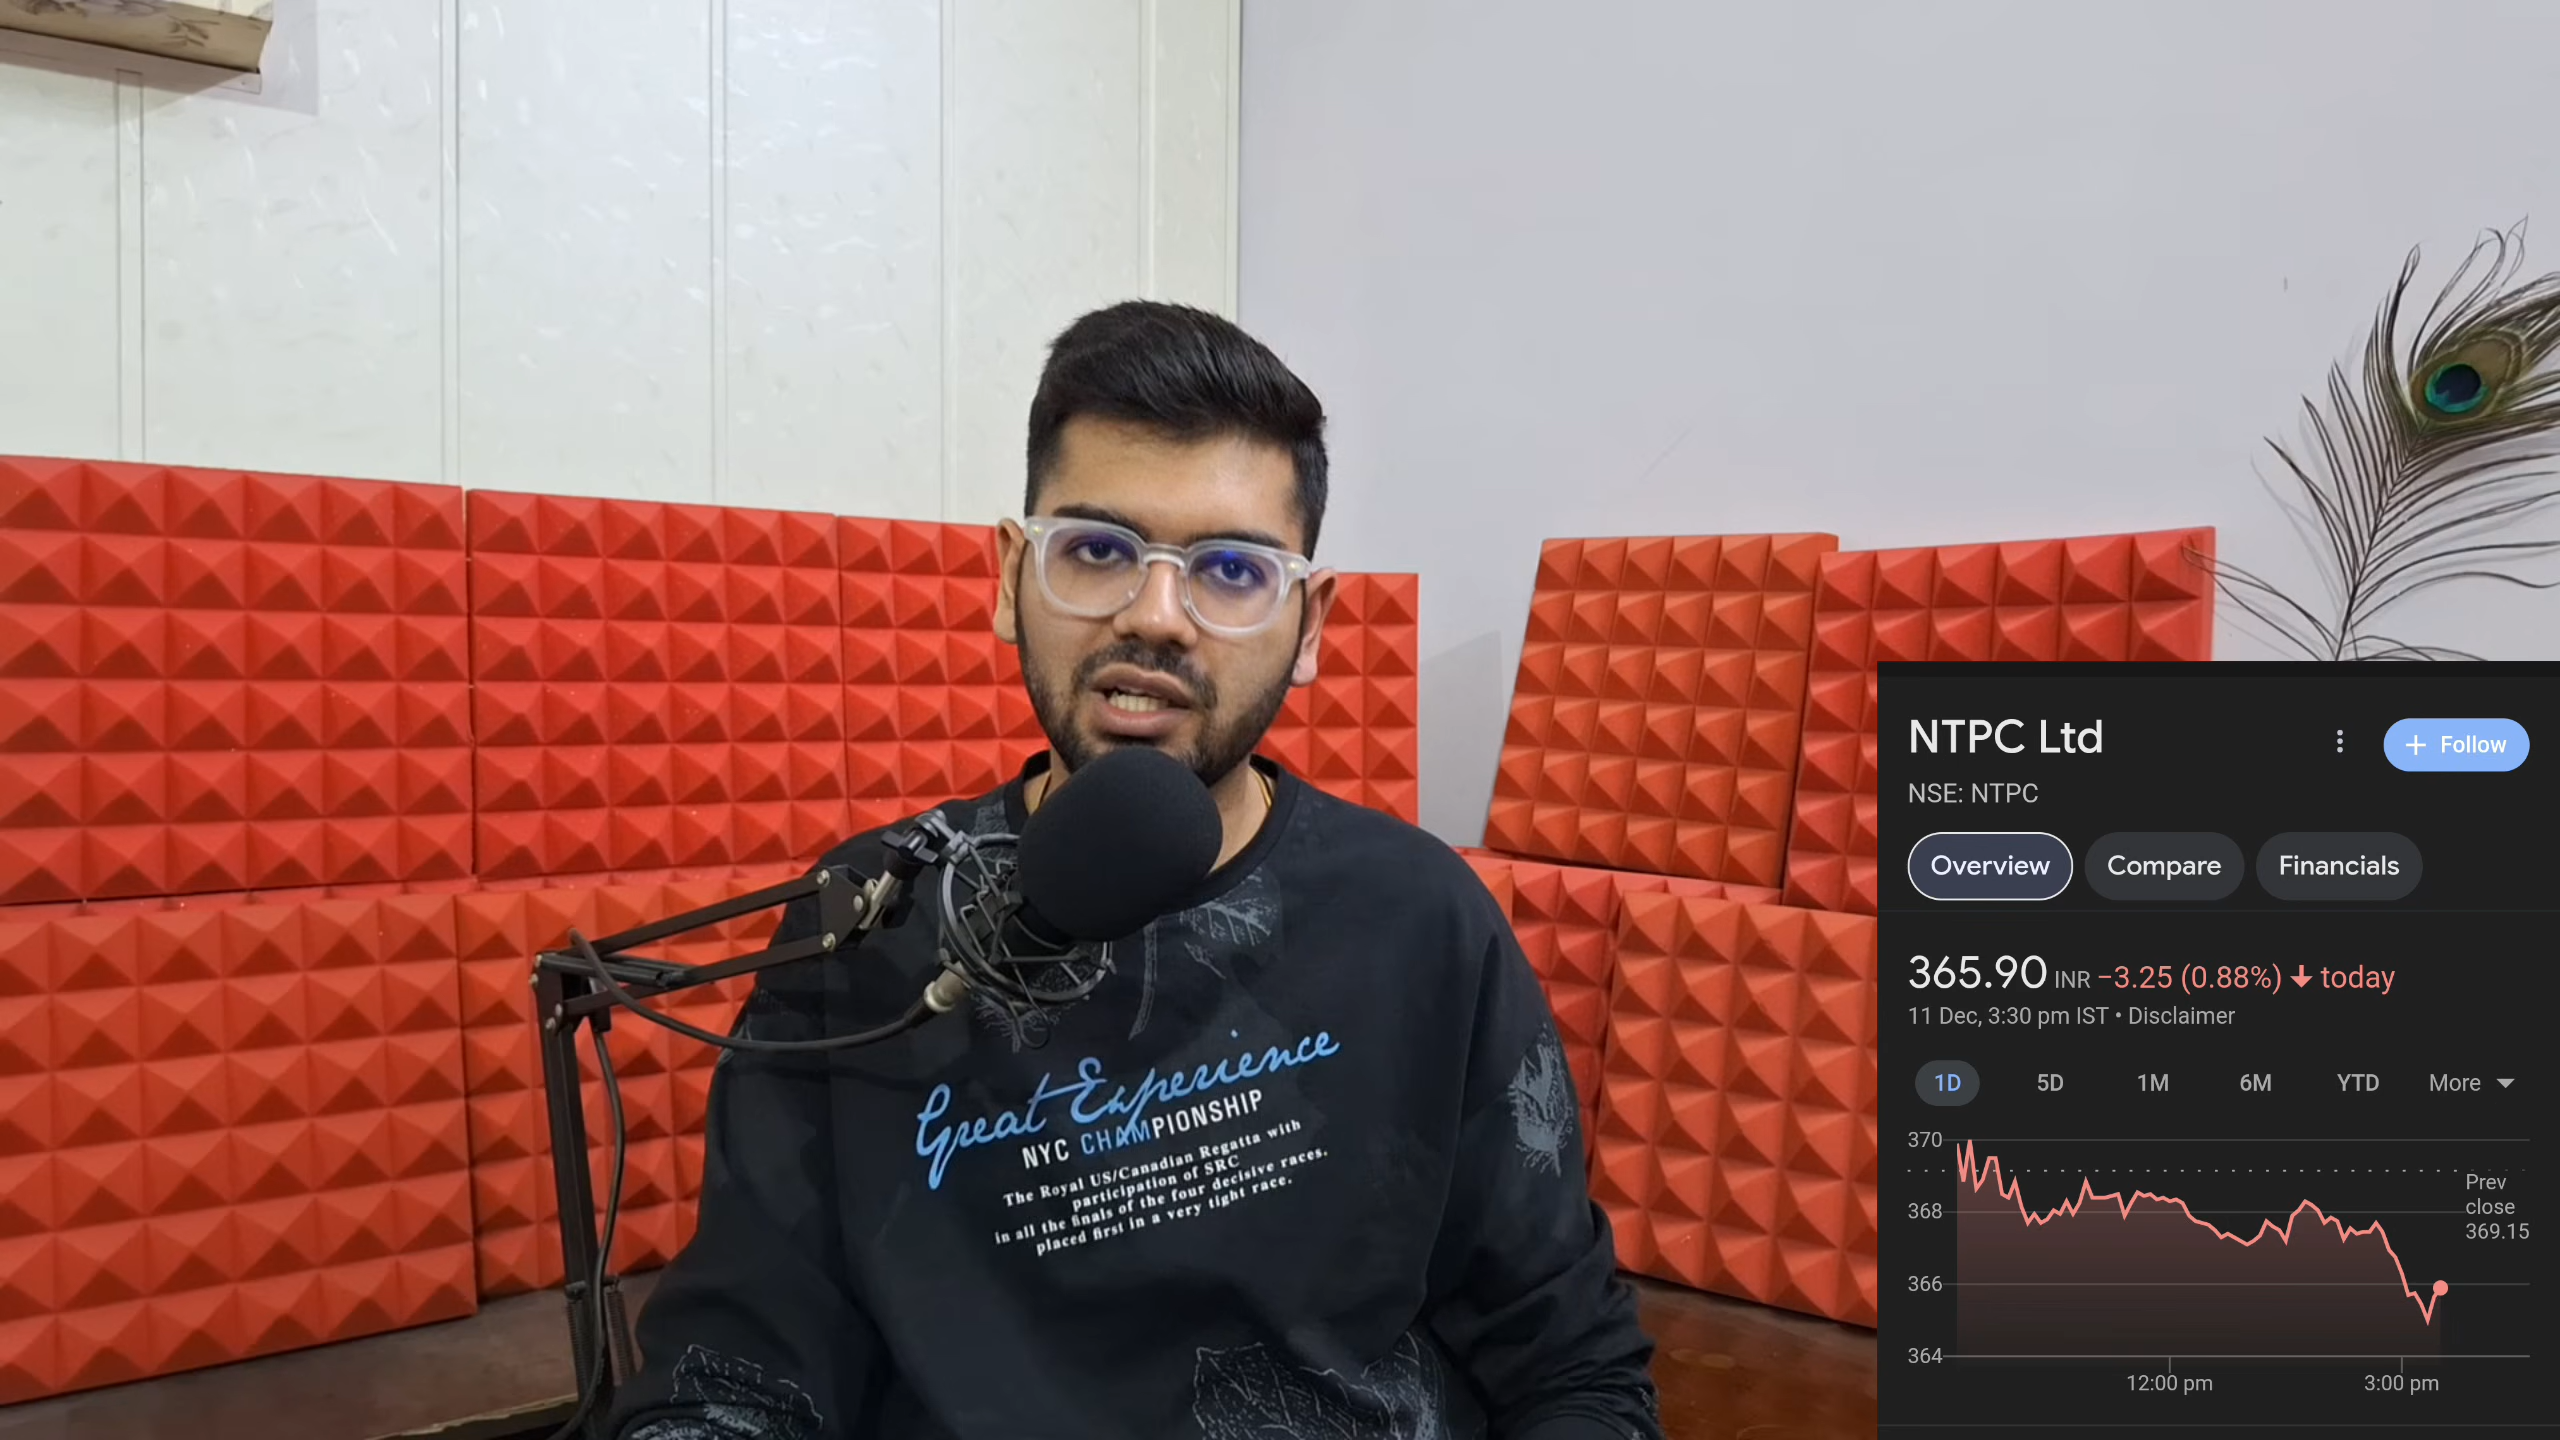 Great Experience
NYC CHAMPIONSHIP
The Royal US/Canadian Regatta with
participation of SRC
in all the finals of the four decisive races.
placed first in a very tight race.
NTPC Ltd
+ Follow
NSE: NTPC
Overview Compare Financials
365.90 INR −3.25 (0.88%) ↓ today
11 Dec, 3:30 pm IST • Disclaimer
1D 5D 1M 6M YTD More
370
Prev
close
369.15
368
366
364
12:00 pm 3:00 pm